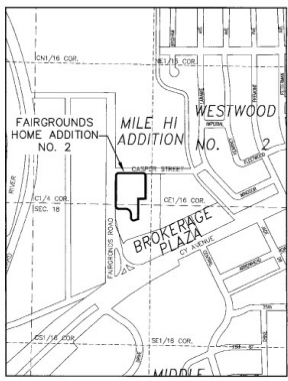 CN1/16 COR.
NE1/16 COR.
WESTWOOD
NO. 2
FAIRGROUNDS
HOME ADDITION
NO. 2
MILE HI
ADDITION
CASPER STREET
RIVER
C1/4 COR.
SEC. 18
CE1/16 COR.
FAIRGROUNDS ROAD
BROKERAGE
PLAZA
CY AVENUE
CS1/16 COR.
SE1/16 COR.
25th
MIDDLE